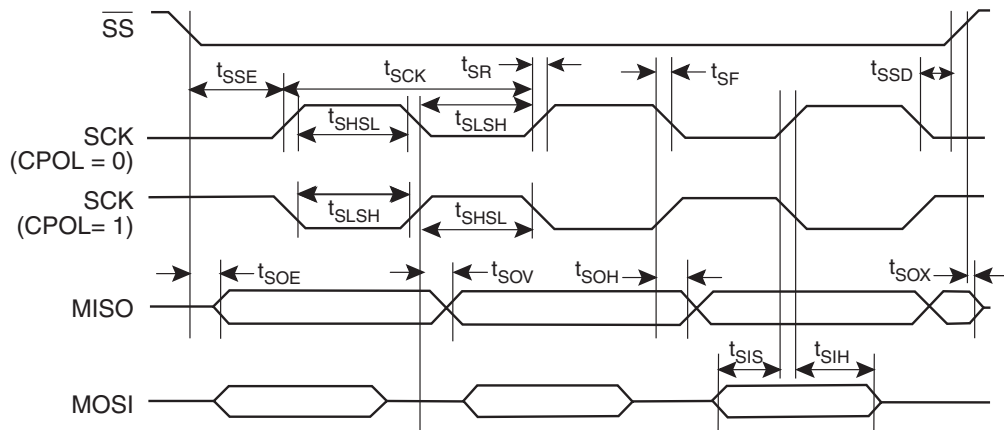 SS
tSSE
tSCK
tSR
tSF
tSSD
tSHSL
tSLSH
SCK
(CPOL = 0)
SCK
(CPOL= 1)
tSLSH
tSHSL
tSOE
tSOV
tSOH
tSOX
MISO
tSIS
tSIH
MOSI